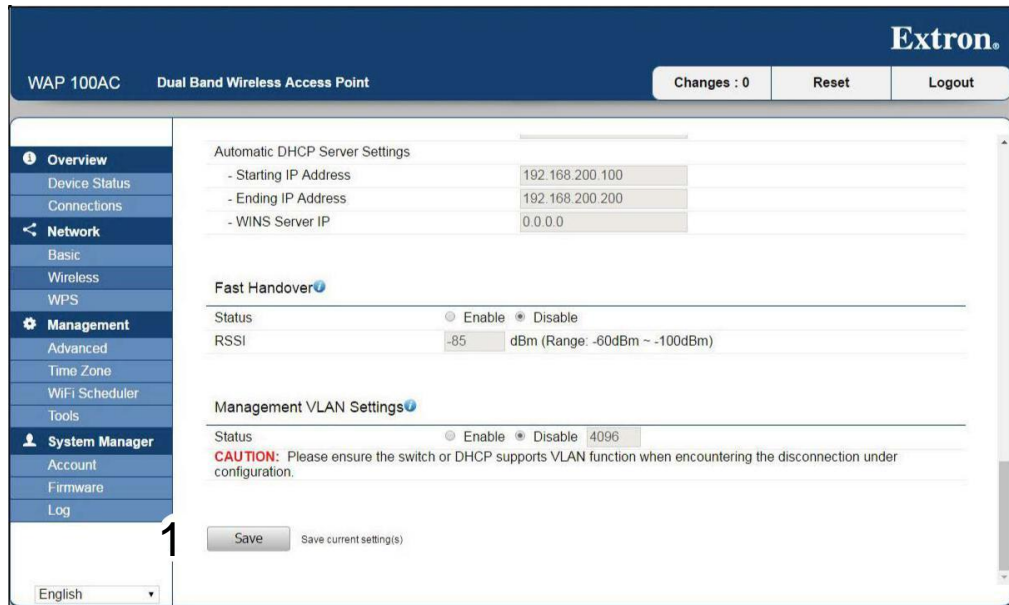 Extron®
WAP 100AC Dual Band Wireless Access Point Changes : 0 Reset Logout
Overview
Device Status
Connections
Network
Basic
Wireless
WPS
Management
Advanced
Time Zone
WiFi Scheduler
Tools
System Manager
Account
Firmware
Log
English
Automatic DHCP Server Settings
- Starting IP Address 192.168.200.100
- Ending IP Address 192.168.200.200
- WINS Server IP 0.0.0.0
Fast Handover
Status Enable Disable
RSSI -85 dBm (Range: -60dBm ~ -100dBm)
Management VLAN Settings
Status Enable Disable 4096
CAUTION: Please ensure the switch or DHCP supports VLAN function when encountering the disconnection under
configuration.
1 Save Save current setting(s)